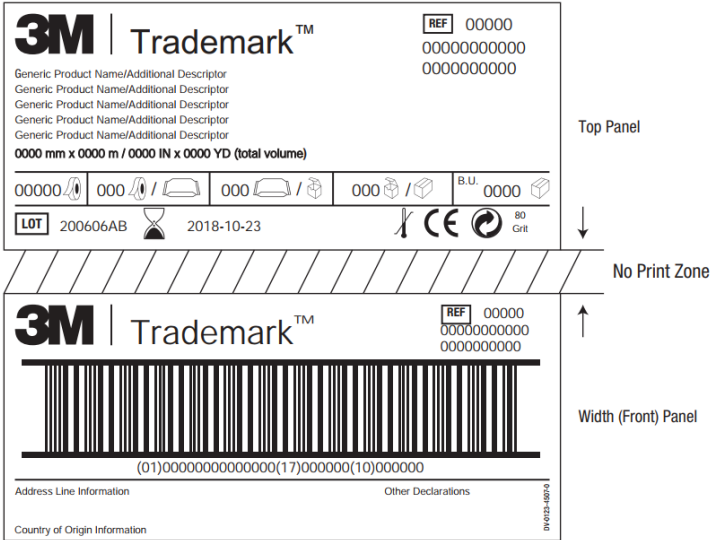 3M Trademark™
REF 00000
00000000000
0000000000
Generic Product Name/Additional Descriptor
Generic Product Name/Additional Descriptor
Generic Product Name/Additional Descriptor
Generic Product Name/Additional Descriptor
Generic Product Name/Additional Descriptor
0000 mm x 0000 m / 0000 IN x 0000 YD (total volume)
00000 000 / 000 / 000 / B.U. 0000
LOT 200606AB 2018-10-23 CE 80
Grit
Top Panel
No Print Zone
3M Trademark™
REF 00000
00000000000
0000000000
(01)00000000000000(17)000000(10)000000
Address Line Information Other Declarations
Country of Origin Information
DV-0123-4507-0
Width (Front) Panel